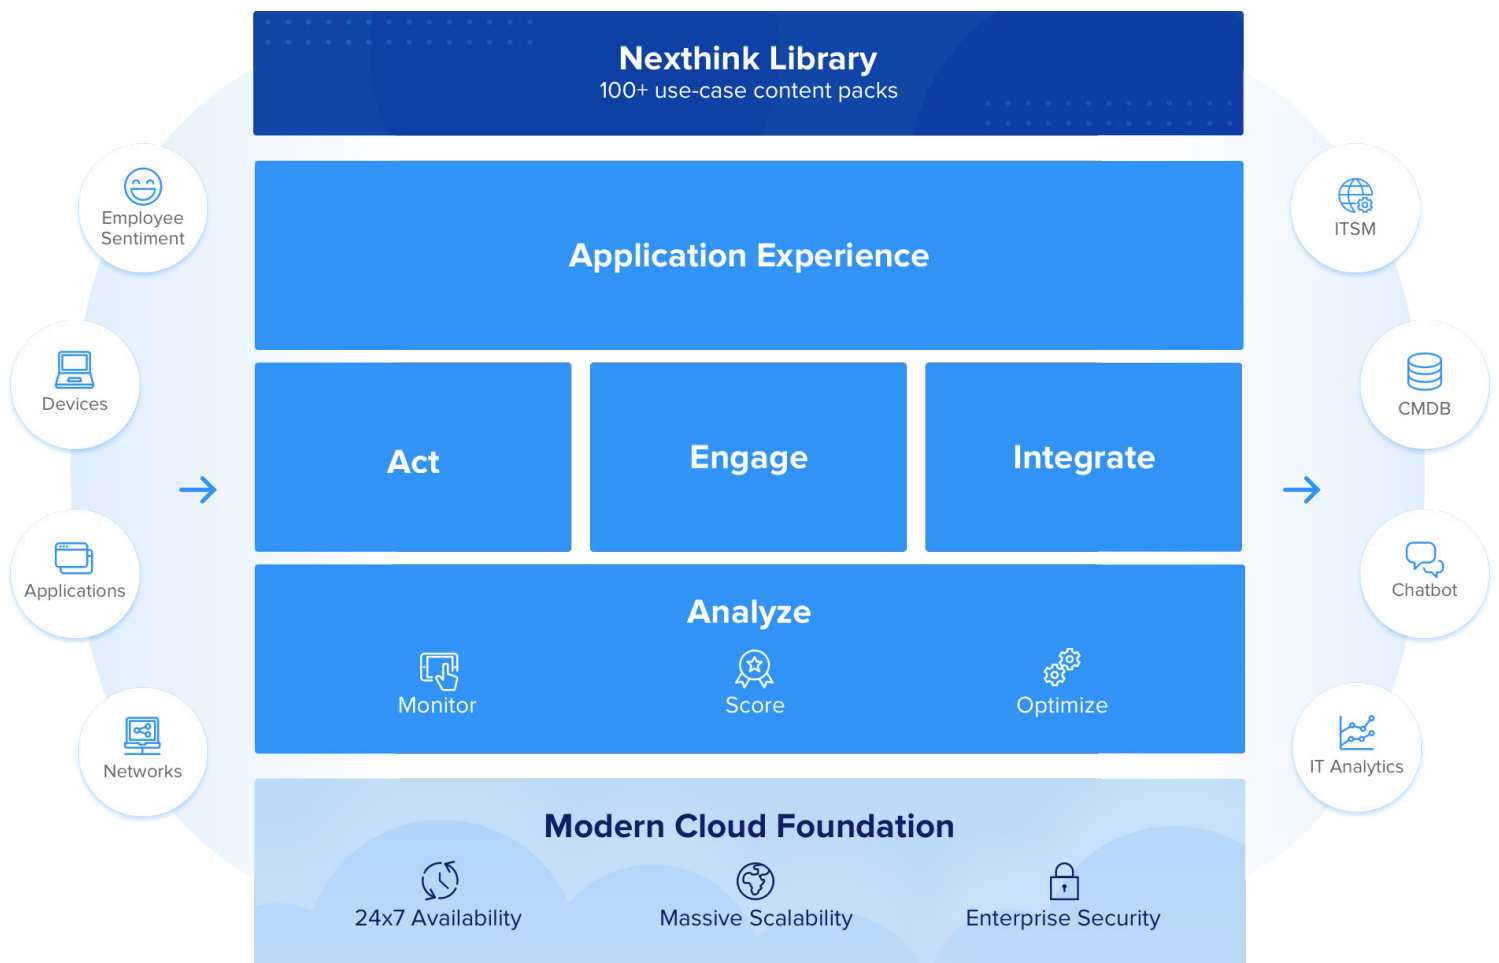 Nexthink Library
100+ use-case content packs
Employee
Sentiment
Devices
Applications
Networks
Application Experience
Act
Engage
Integrate
Analyze
Monitor
Score
Optimize
Modern Cloud Foundation
24x7 Availability
Massive Scalability
Enterprise Security
ITSM
CMDB
Chatbot
IT Analytics